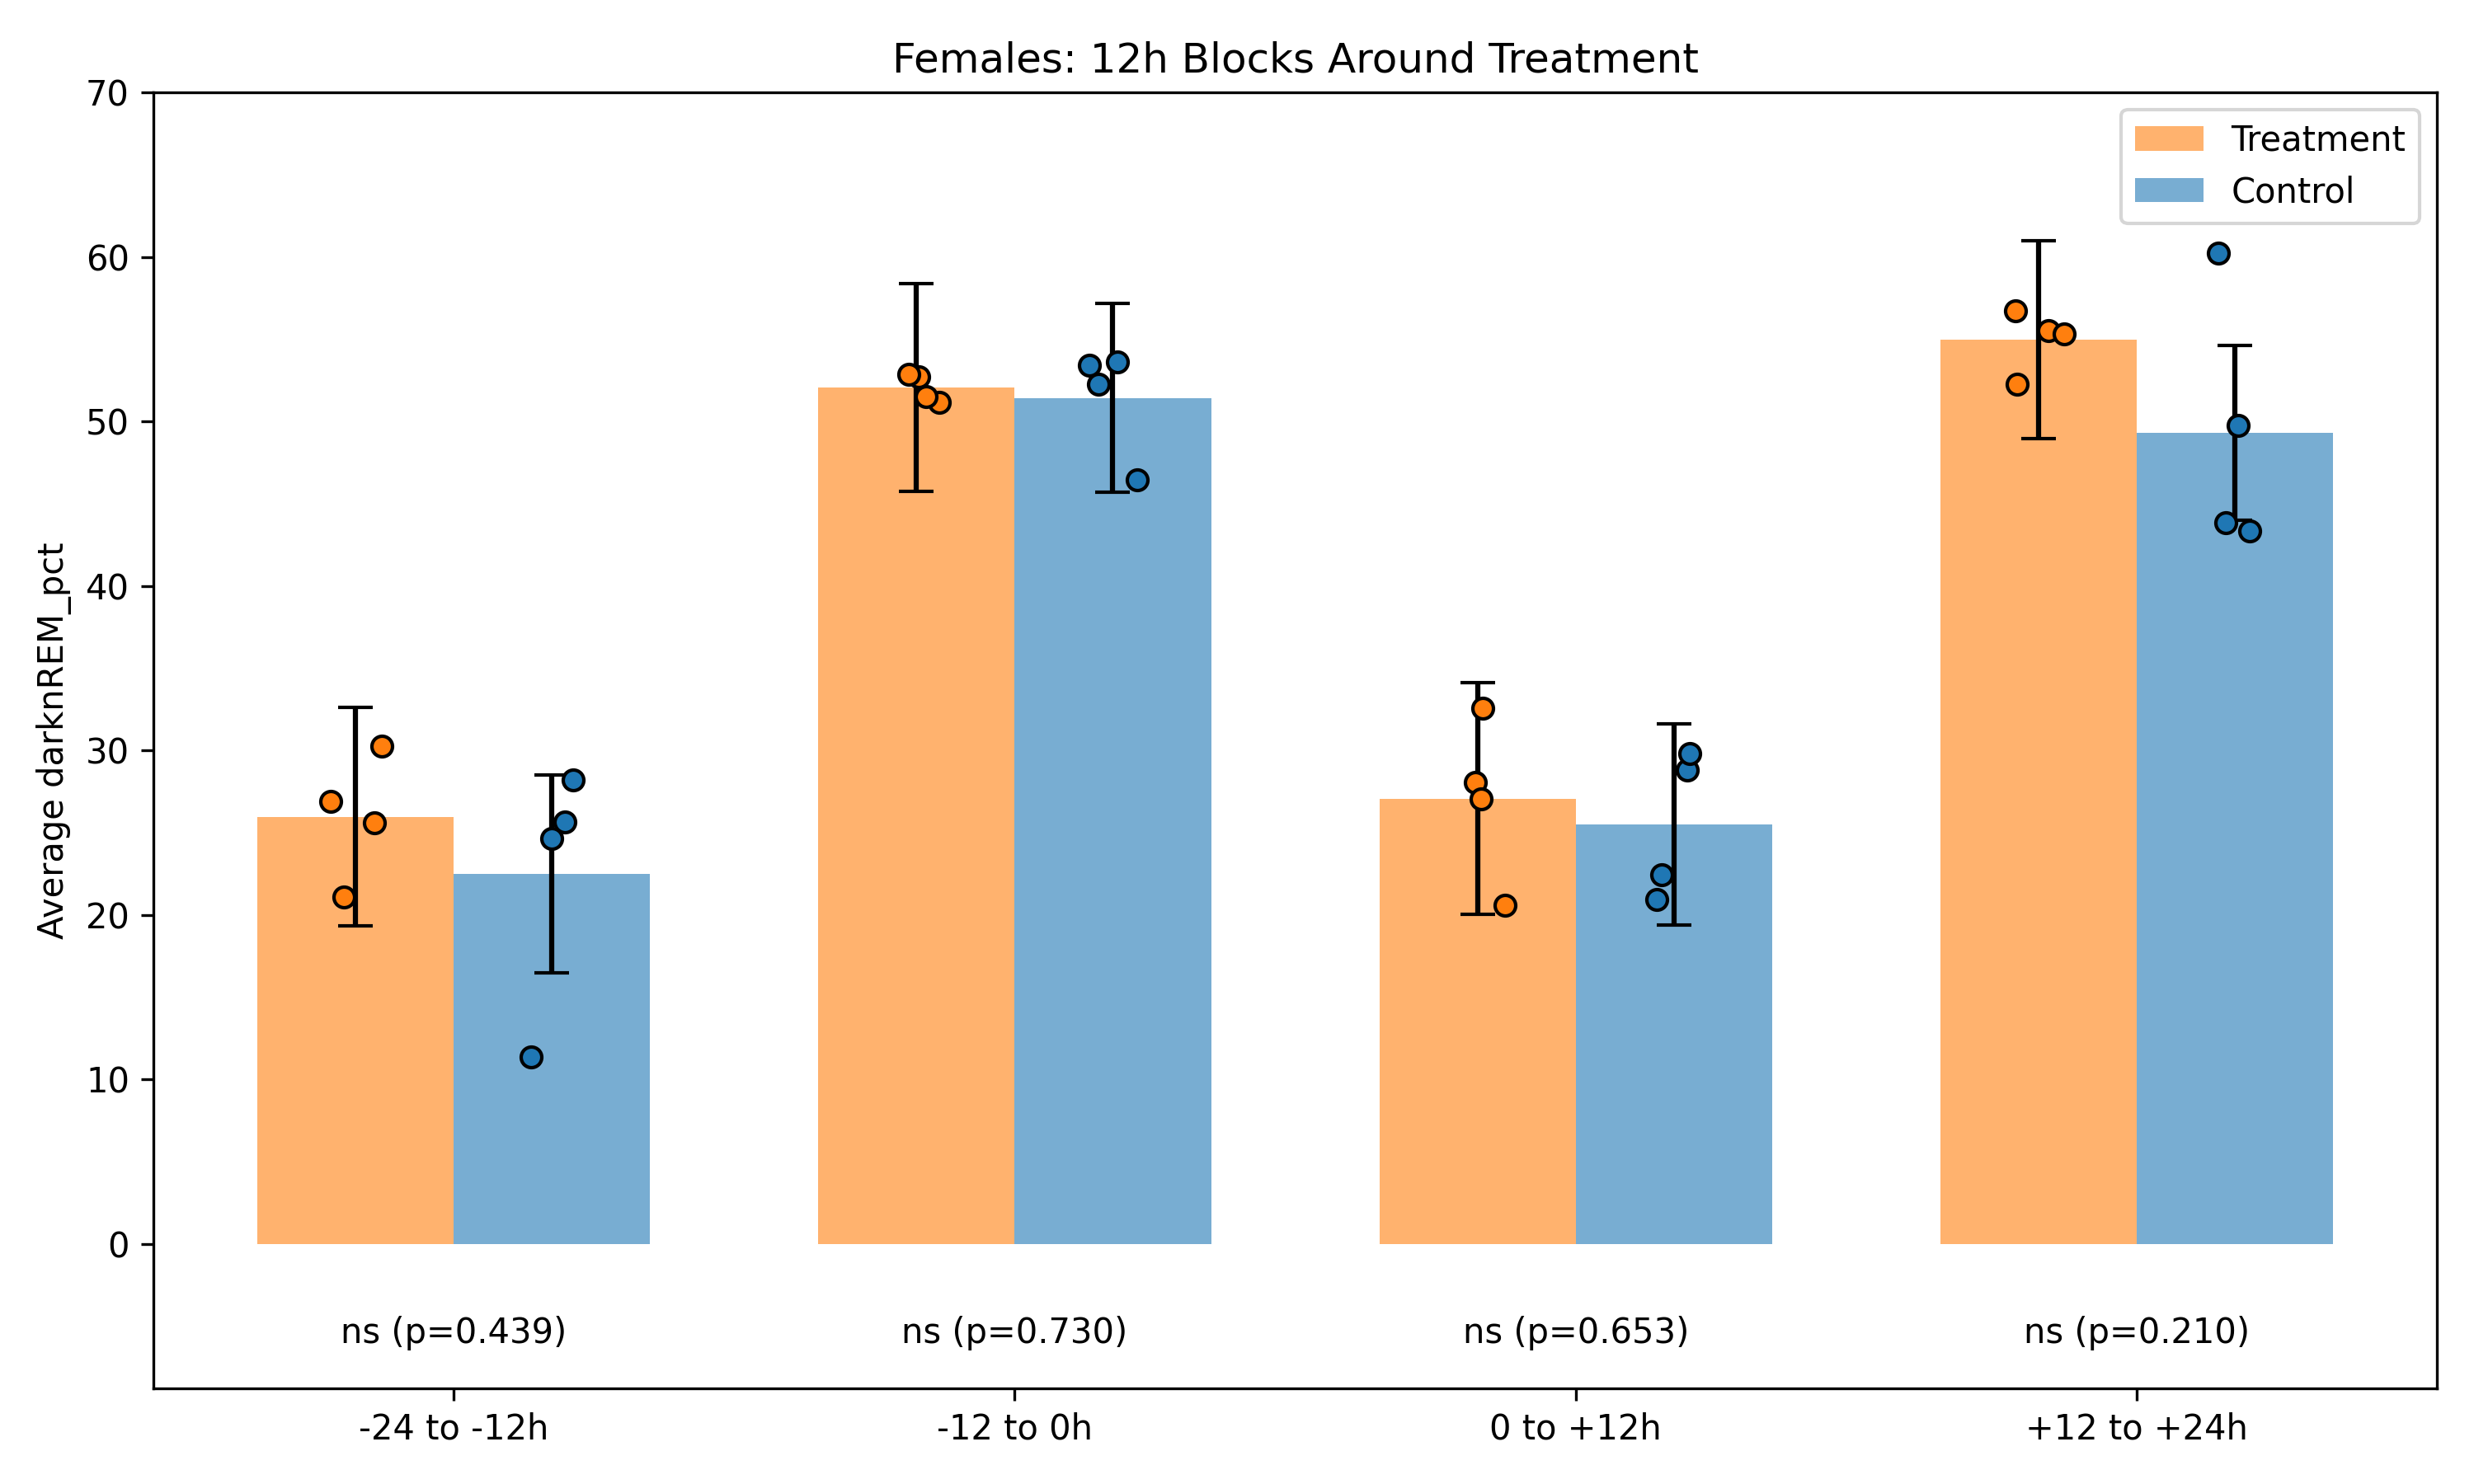 Females: 12h Blocks Around Treatment
Treatment
Control
Average darknREM_pct
70
60
50
40
30
20
10
0
ns (p=0.439)
ns (p=0.730)
ns (p=0.653)
ns (p=0.210)
-24 to -12h
-12 to 0h
0 to +12h
+12 to +24h